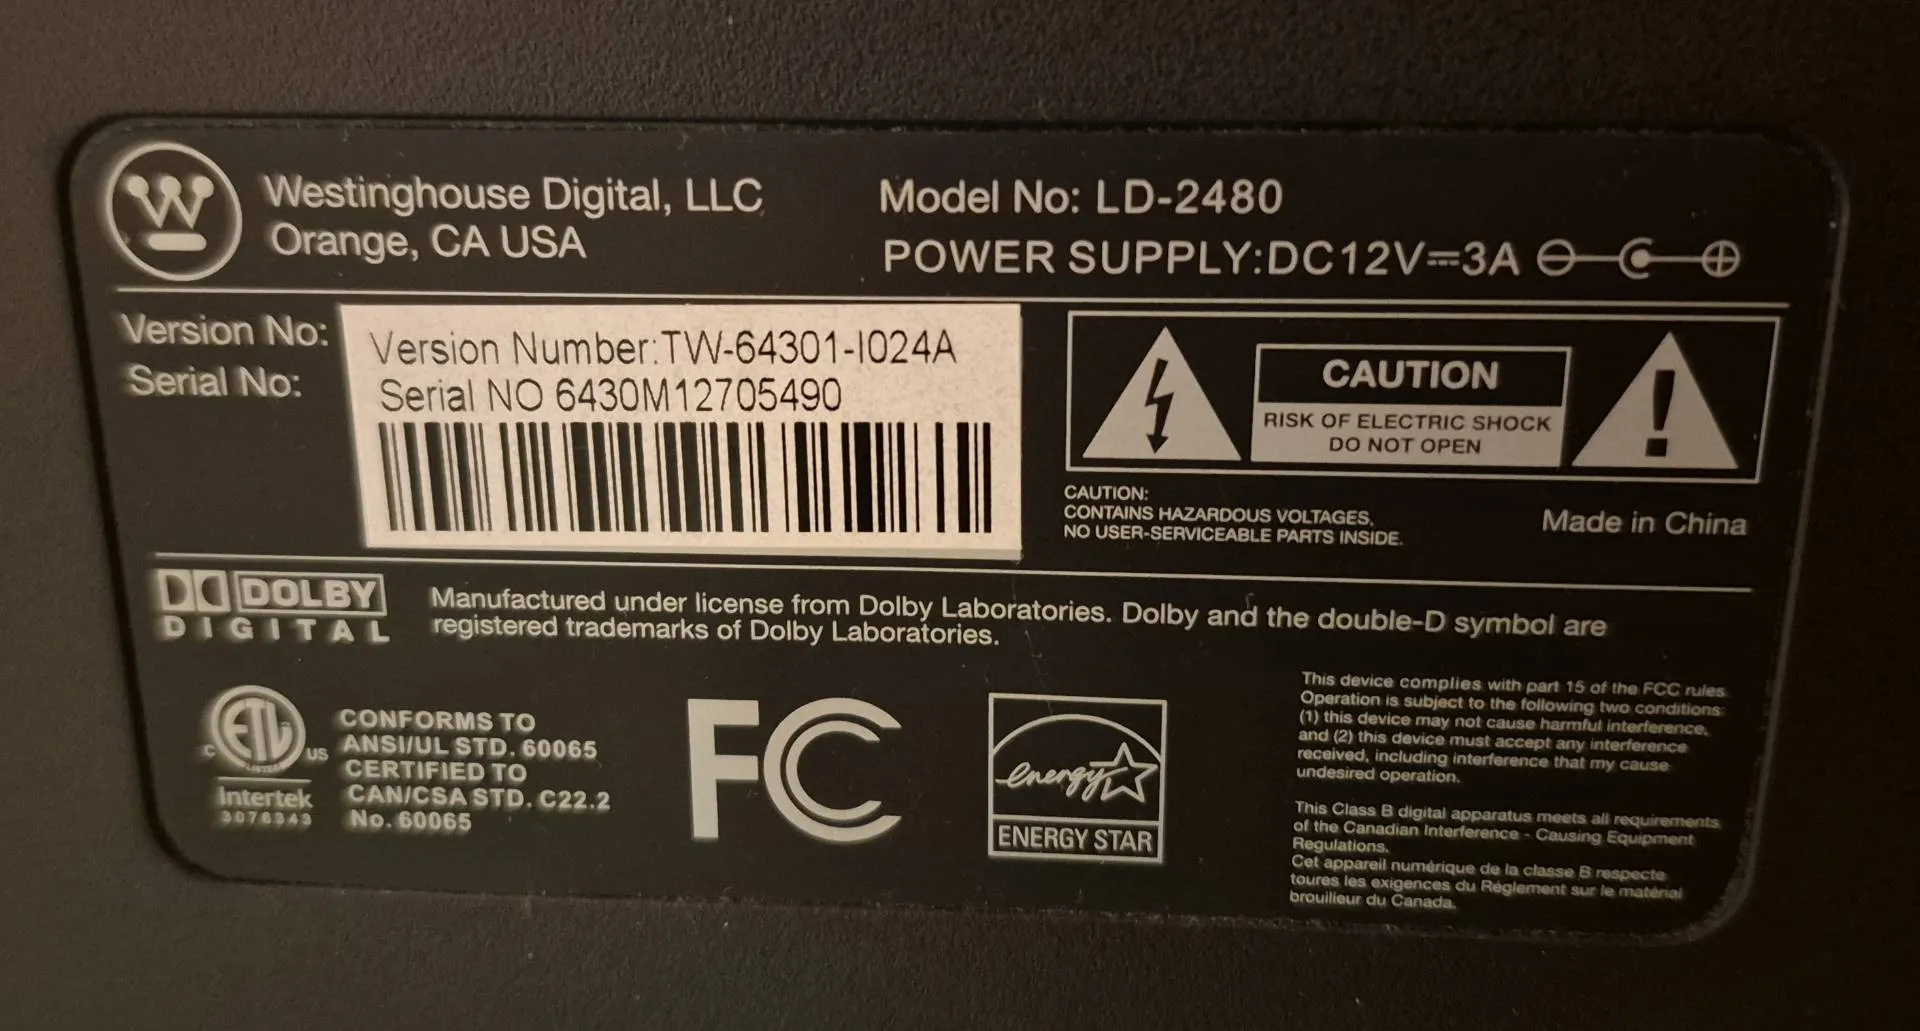 Westinghouse Digital, LLC
Orange, CA USA
Model No: LD-2480
POWER SUPPLY:DC12V⎓3A
Version No:
Serial No:
Version Number:TW-64301-I024A
Serial NO 6430M12705490
CAUTION
RISK OF ELECTRIC SHOCK
DO NOT OPEN
CAUTION:
CONTAINS HAZARDOUS VOLTAGES.
NO USER-SERVICEABLE PARTS INSIDE.
Made in China
DOLBY
DIGITAL
Manufactured under license from Dolby Laboratories. Dolby and the double-D symbol are
registered trademarks of Dolby Laboratories.
ETL
C
US
LISTED
Intertek
3076343
CONFORMS TO
ANSI/UL STD. 60065
CERTIFIED TO
CAN/CSA STD. C22.2
No. 60065
FC
energy
ENERGY STAR
This device complies with part 15 of the FCC rules
Operation is subject to the following two conditions:
(1) this device may not cause harmful interference,
and (2) this device must accept any interference
received, including interference that my cause
undesired operation.
This Class B digital apparatus meets all requirements
of the Canadian Interference - Causing Equipment
Regulations.
Cet appareil numérique de la classe B respecte
toures les exigences du Règlement sur le matérial
brouilleur du Canada.